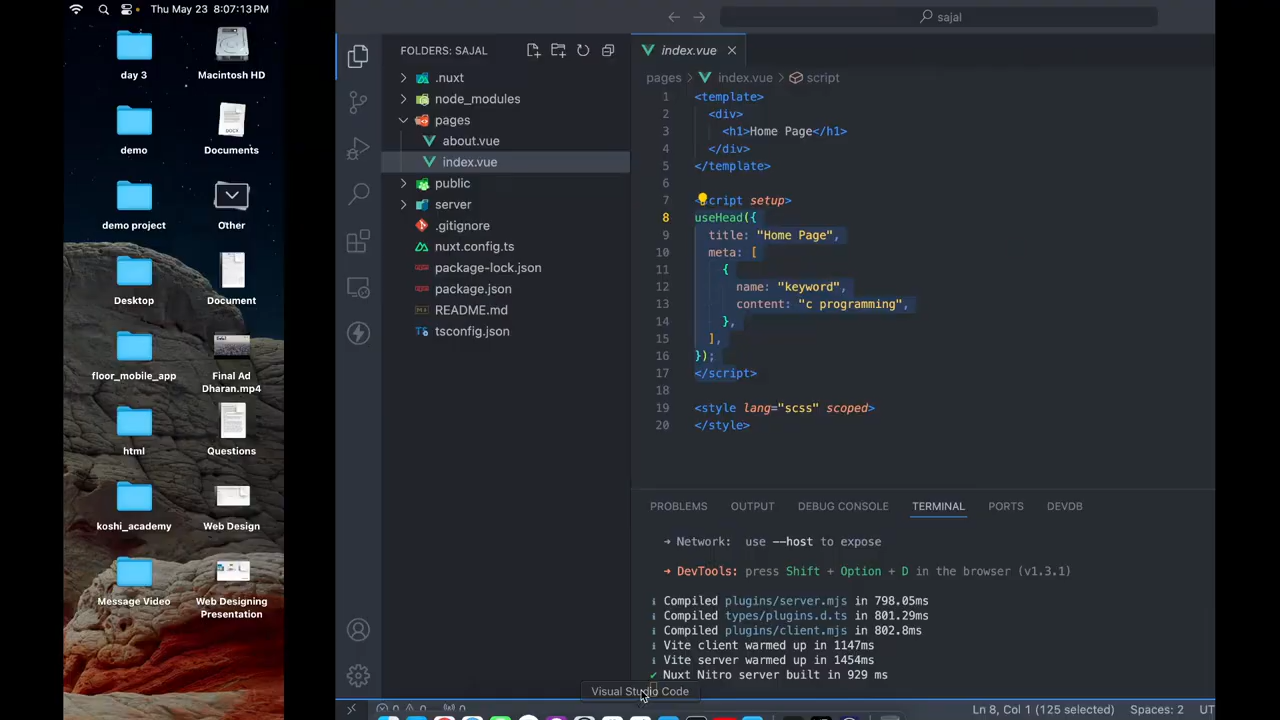 Thu May 23 8:07:13 PM
day 3
Macintosh HD
demo
Documents
demo project
Other
Desktop
Document
floor_mobile_app
Final Ad
Dharan.mp4
html
Questions
koshi_academy
Web Design
Message Video
Web Designing
Presentation
DOCX
sajal
FOLDERS: SAJAL
.nuxt
node_modules
pages
about.vue
index.vue
public
server
.gitignore
nuxt.config.ts
package-lock.json
package.json
README.md
tsconfig.json
index.vue
pages > index.vue > script
1 <template>
2 <div>
3 <h1>Home Page</h1>
4 </div>
5 </template>
6
7 <script setup>
8 useHead({
9 title: "Home Page",
10 meta: [
11 {
12 name: "keyword",
13 content: "c programming",
14 },
15 ],
16 });
17 </script>
18
19 <style lang="scss" scoped>
20 </style>
PROBLEMS OUTPUT DEBUG CONSOLE TERMINAL PORTS DEVDB
➜ Network: use --host to expose
➜ DevTools: press Shift + Option + D in the browser (v1.3.1)
ℹ Compiled plugins/server.mjs in 798.05ms
ℹ Compiled types/plugins.d.ts in 801.29ms
ℹ Compiled plugins/client.mjs in 802.8ms
ℹ Vite client warmed up in 1147ms
ℹ Vite server warmed up in 1454ms
✔ Nuxt Nitro server built in 929 ms
Visual Studio Code
Ln 8, Col 1 (125 selected) Spaces: 2 UT